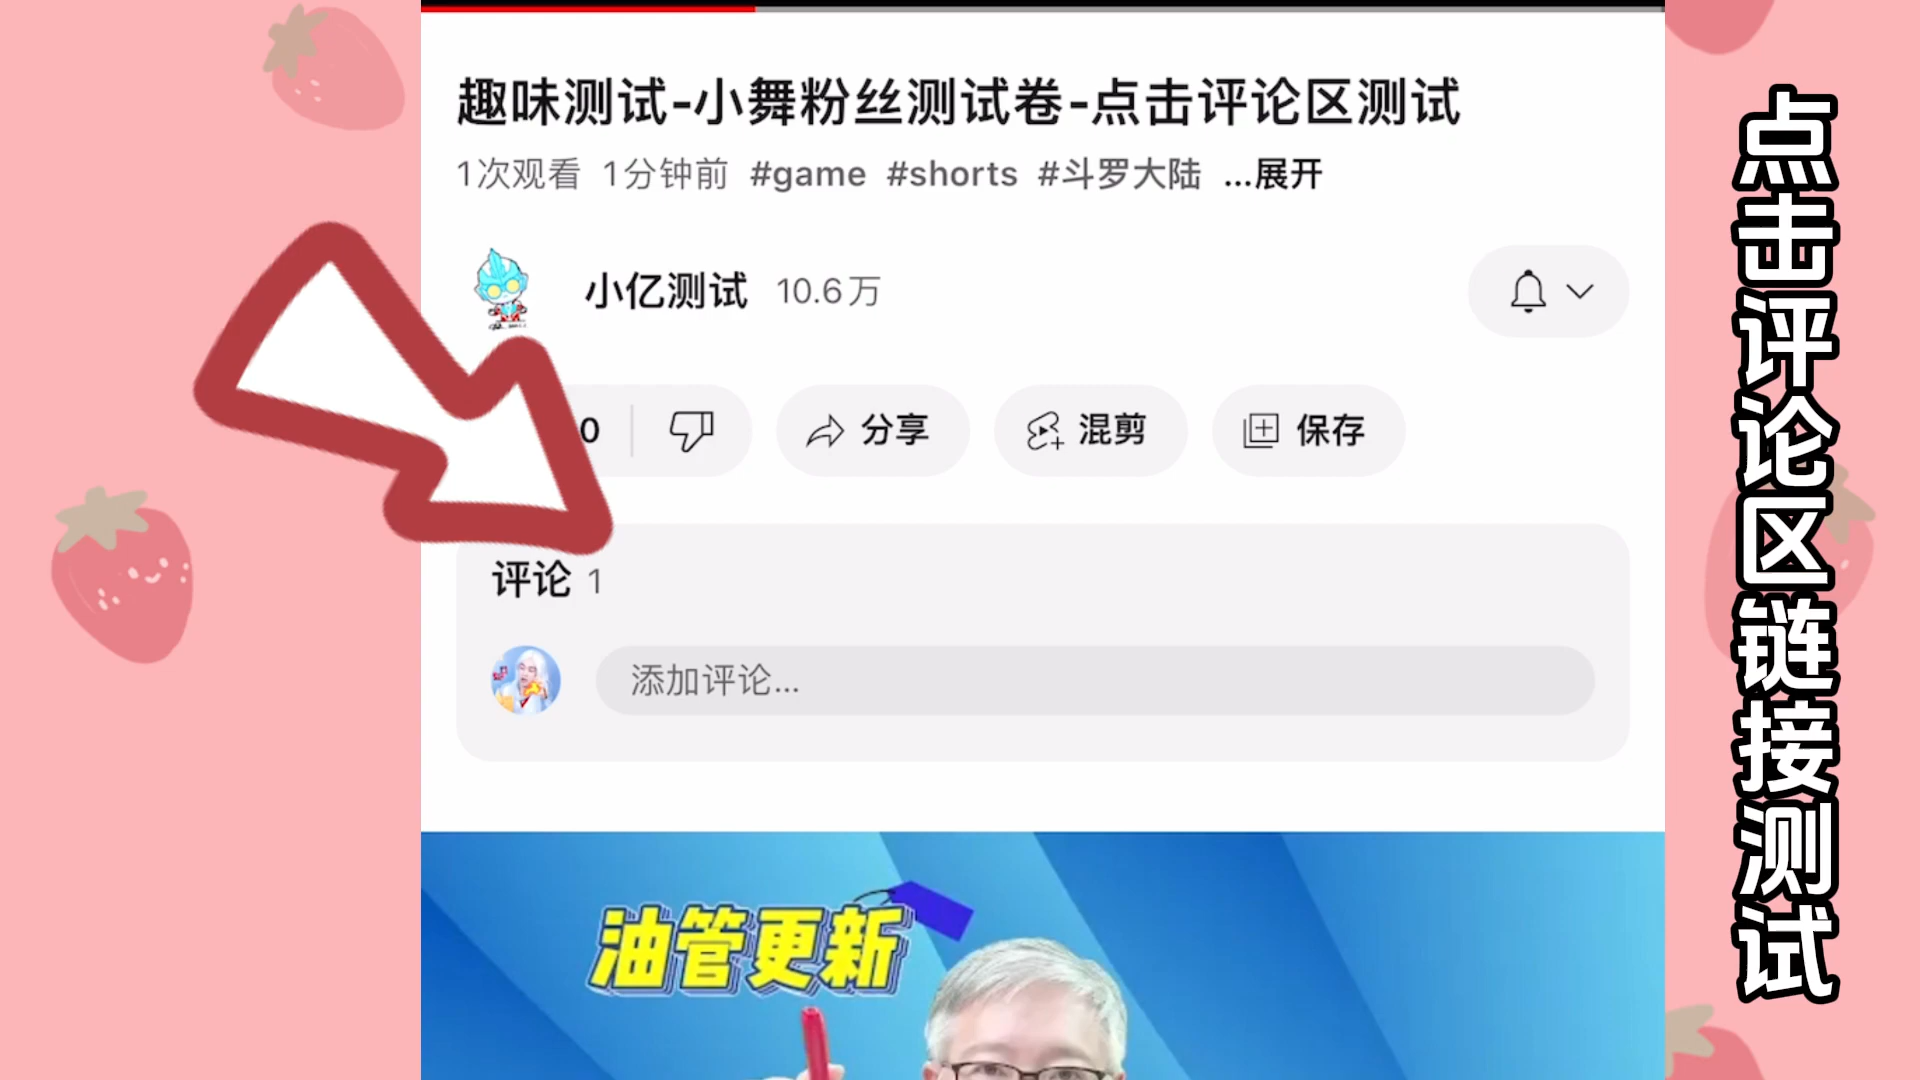 趣味测试-小舞粉丝测试卷-点击评论区测试
1次观看 1分钟前 #game #shorts #斗罗大陆 ...展开
小亿测试 10.6万
0 分享 混剪 保存
评论 1
添加评论...
油管更新
点击评论区链接测试